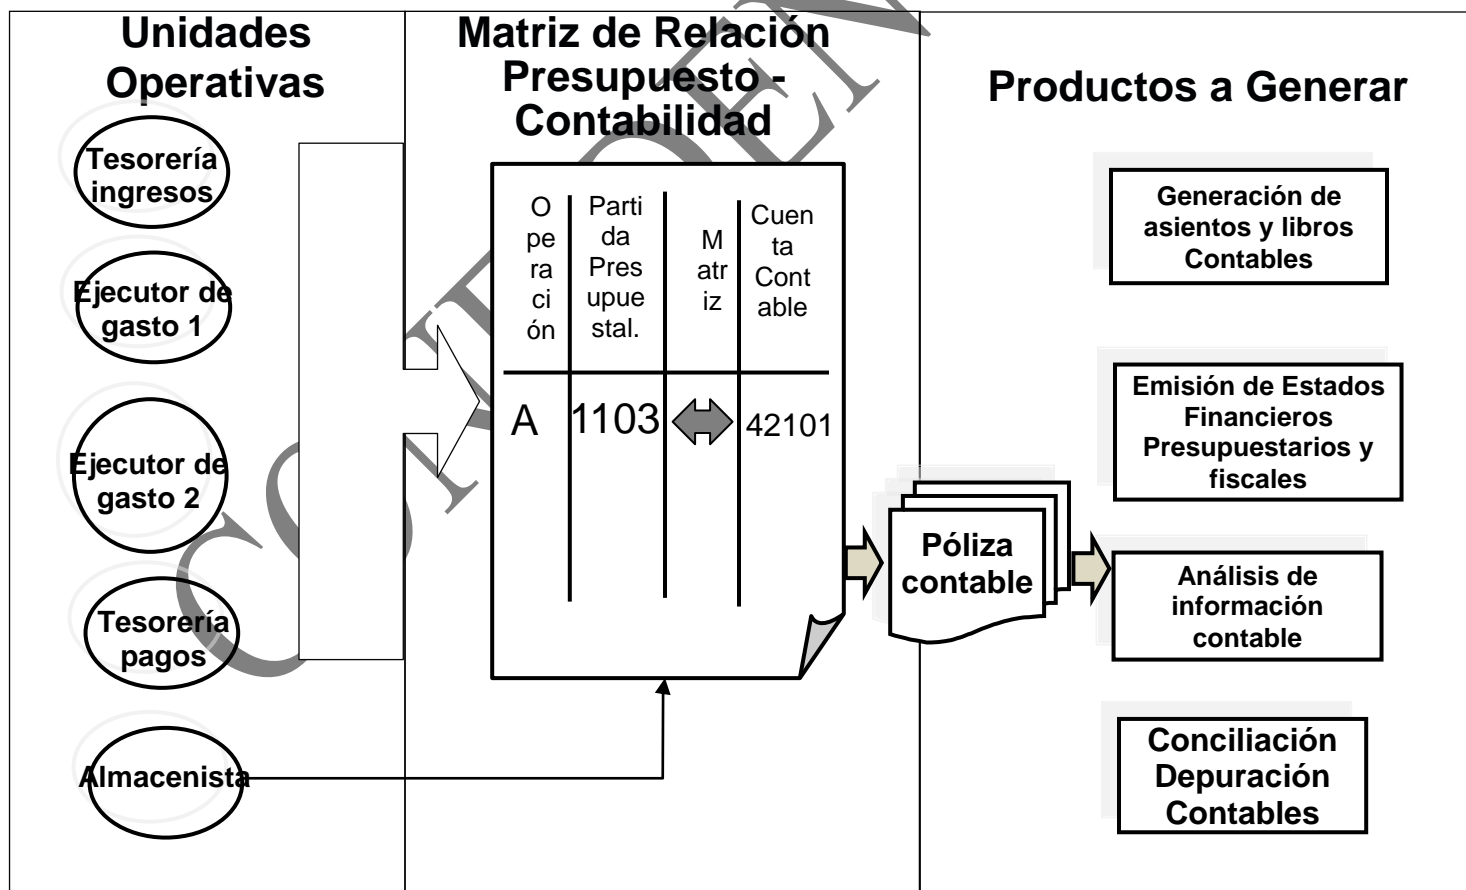 Unidades
Operativas
Tesorería
ingresos
Ejecutor de
gasto 1
Ejecutor de
gasto 2
Tesorería
pagos
Almacenista
Matriz de Relación
Presupuesto -
Contabilidad
O
pe
ra
ci
ón
Parti
da
Pres
upue
stal.
M
atr
iz
Cuen
ta
Cont
able
A
1103
42101
Póliza
contable
Productos a Generar
Generación de
asientos y libros
Contables
Emisión de Estados
Financieros
Presupuestarios y
fiscales
Análisis de
información
contable
Conciliación
Depuración
Contables